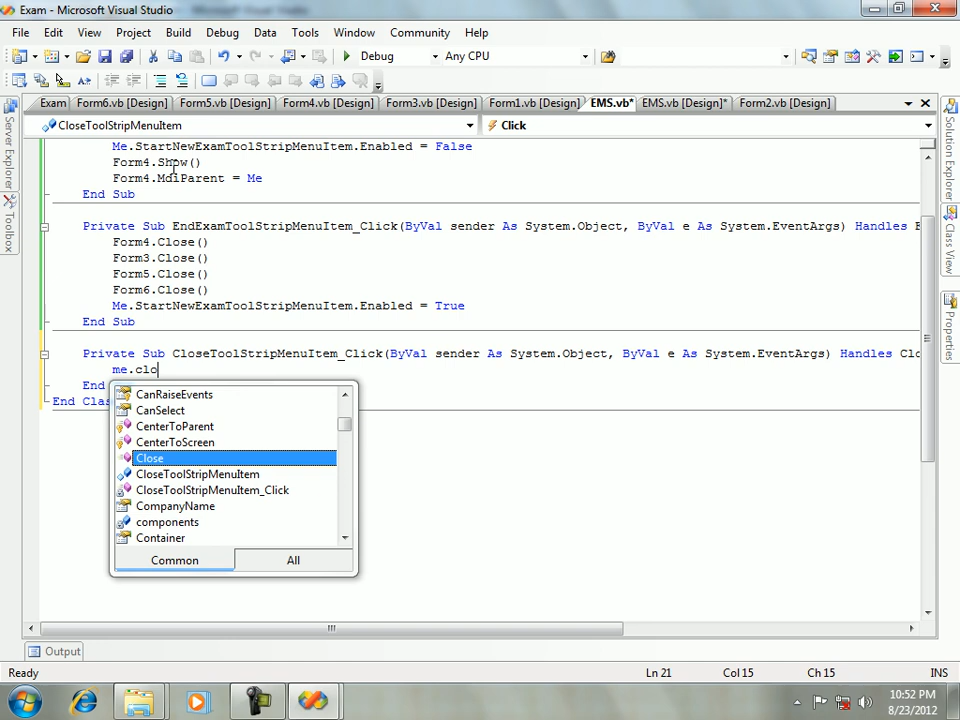 Exam - Microsoft Visual Studio
File Edit View Project Build Debug Data Tools Window Community Help
Debug Any CPU
Exam Form6.vb [Design] Form5.vb [Design] Form4.vb [Design] Form3.vb [Design] Form1.vb [Design] EMS.vb* EMS.vb [Design]* Form2.vb [Design]
CloseToolStripMenuItem Click
Me.StartNewExamToolStripMenuItem.Enabled = False
Form4.Show()
Form4.MdiParent = Me
End Sub
Private Sub EndExamToolStripMenuItem_Click(ByVal sender As System.Object, ByVal e As System.EventArgs) Handles E
Form4.Close()
Form3.Close()
Form5.Close()
Form6.Close()
Me.StartNewExamToolStripMenuItem.Enabled = True
End Sub
Private Sub CloseToolStripMenuItem_Click(ByVal sender As System.Object, ByVal e As System.EventArgs) Handles Clo
me.clo
End
End Clas
CanRaiseEvents
CanSelect
CenterToParent
CenterToScreen
Close
CloseToolStripMenuItem
CloseToolStripMenuItem_Click
CompanyName
components
Container
Common All
Server Explorer
Toolbox
Solution Explorer
Class View
Properties
Output
Ready Ln 21 Col 15 Ch 15 INS
10:52 PM
8/23/2012